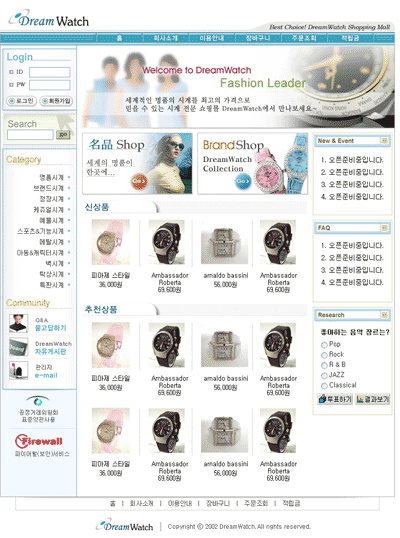 Dream Watch
Best Choice! DreamWatch Shopping Mall
홈 | 회사소개 | 이용안내 | 장바구니 | 주문조회 | 적립금
Login
ID
PW
로그인 회원가입
Search
Welcome to DreamWatch
Fashion Leader
세계적인 명품의 시계를 최고의 가격으로
믿을 수 있는 시계 전문 쇼핑몰 DreamWatch에서 만나보세요~
Category
명품시계
브랜드시계
정장시계
캐쥬얼시계
예물시계
스포츠&기능시계
메탈시계
아동&캐릭터시계
벽시계
탁상시계
특판시계
Community
Q&A
묻고답하기
DreamWatch
자유게시판
관리자
e-mail
공정거래위원회
표준약관사용
Firewall
파이어월(보안)서비스
名品 Shop
세계의 명품이
한곳에...
Go
Brand Shop
DreamWatch
Collection
Go
신상품
피아제 스타일
36,000원
Ambassador
Roberta
69,600원
arnaldo bassini
56,000원
Ambassador
Roberta
69,600원
추천상품
피아제 스타일
36,000원
Ambassador
Roberta
69,600원
arnaldo bassini
56,000원
Ambassador
Roberta
69,600원
피아제 스타일
36,000원
Ambassador
Roberta
69,600원
arnaldo bassini
56,000원
Ambassador
Roberta
69,600원
New & Event
1. 오픈준비중입니다.
2. 오픈준비중입니다.
3. 오픈준비중입니다.
4. 오픈준비중입니다.
FAQ
1. 오픈준비중입니다.
2. 오픈준비중입니다.
3. 오픈준비중입니다.
4. 오픈준비중입니다.
Research
좋아하는 음악 장르는?
Pop
Rock
R & B
JAZZ
Classical
투표하기 결과보기
홈 | 회사소개 | 이용안내 | 장바구니 | 주문조회 | 적립금
Dream Watch
Copyright ⓒ 2002 DreamWatch. All rights reserved.